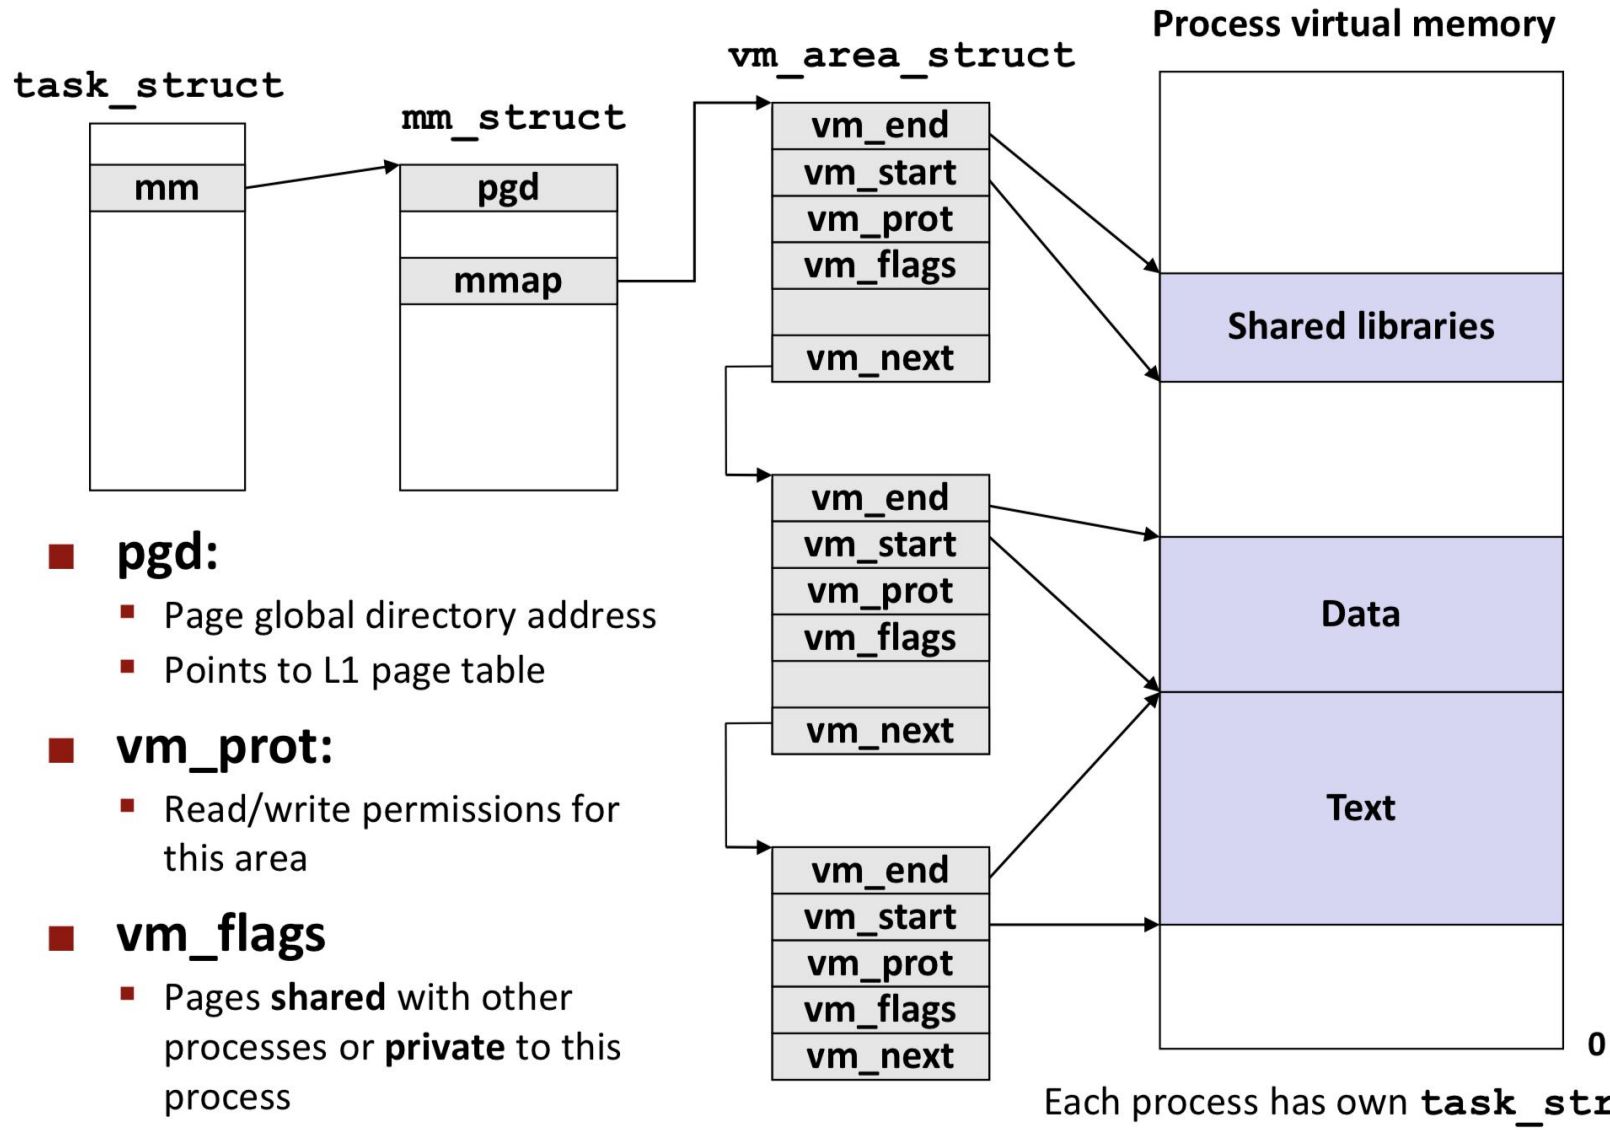 Process virtual memory
vm_area_struct
task_struct
mm_struct
vm_end
vm_start
vm_prot
vm_flags
vm_next
mm
pgd
mmap
Shared libraries
vm_end
vm_start
vm_prot
vm_flags
vm_next
Data
Text
vm_end
vm_start
vm_prot
vm_flags
vm_next
0
pgd:
Page global directory address
Points to L1 page table
vm_prot:
Read/write permissions for
this area
vm_flags
Pages shared with other
processes or private to this
process
Each process has own task_str